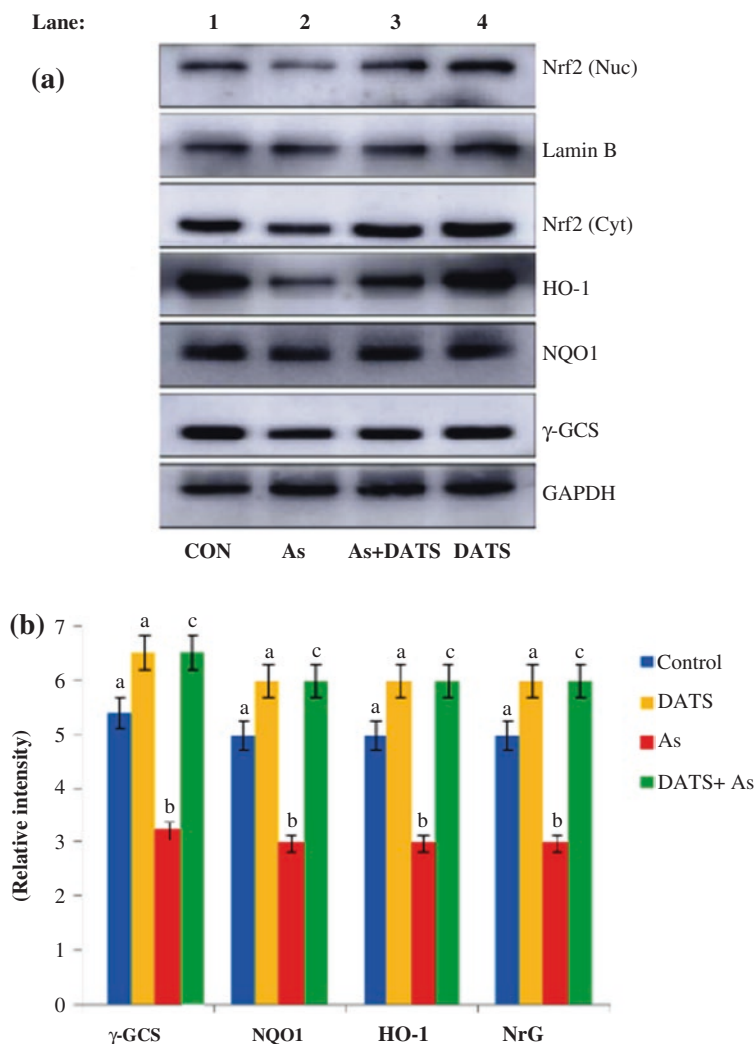 Lane: 1 2 3 4
(a)
Nrf2 (Nuc)
Lamin B
Nrf2 (Cyt)
HO-1
NQO1
γ-GCS
GAPDH
CON As As+DATS DATS
(b)
(Relative intensity)
7
6
5
4
3
2
1
0
a a b c
a a b c
a a b c
a a b c
Control
DATS
As
DATS+ As
γ-GCS NQO1 HO-1 NrG